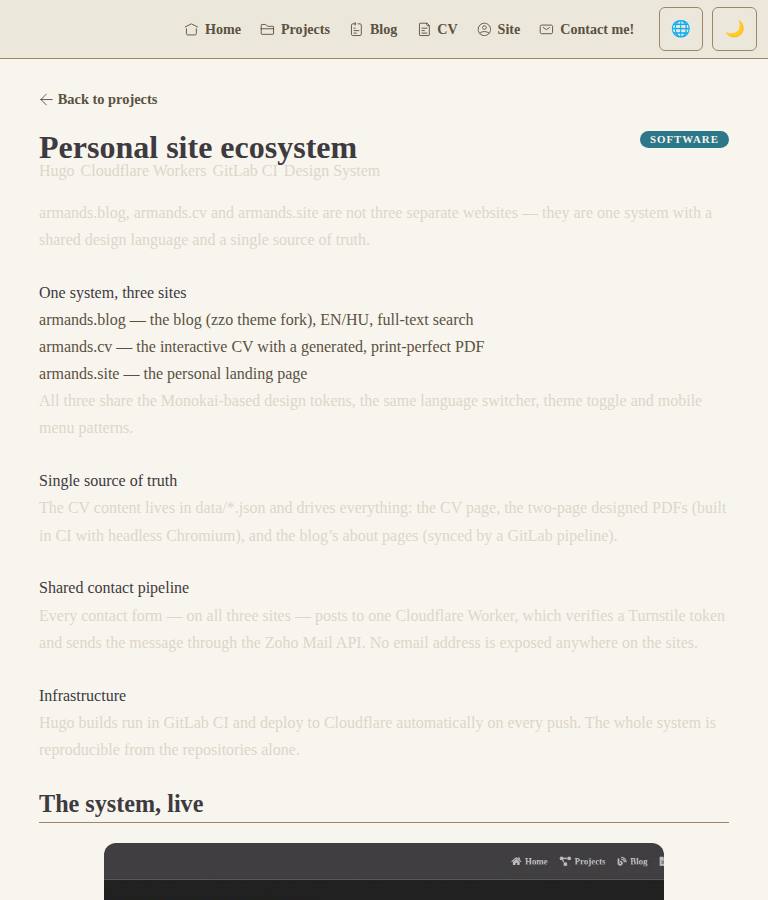 Home Projects Blog CV Site Contact me!
Back to projects
Personal site ecosystem
SOFTWARE
Hugo Cloudflare Workers GitLab CI Design System
armands.blog, armands.cv and armands.site are not three separate websites — they are one system with a
shared design language and a single source of truth.
One system, three sites
armands.blog — the blog (zzo theme fork), EN/HU, full-text search
armands.cv — the interactive CV with a generated, print-perfect PDF
armands.site — the personal landing page
All three share the Monokai-based design tokens, the same language switcher, theme toggle and mobile
menu patterns.
Single source of truth
The CV content lives in data/*.json and drives everything: the CV page, the two-page designed PDFs (built
in CI with headless Chromium), and the blog’s about pages (synced by a GitLab pipeline).
Shared contact pipeline
Every contact form — on all three sites — posts to one Cloudflare Worker, which verifies a Turnstile token
and sends the message through the Zoho Mail API. No email address is exposed anywhere on the sites.
Infrastructure
Hugo builds run in GitLab CI and deploy to Cloudflare automatically on every push. The whole system is
reproducible from the repositories alone.
The system, live
Home Projects Blog